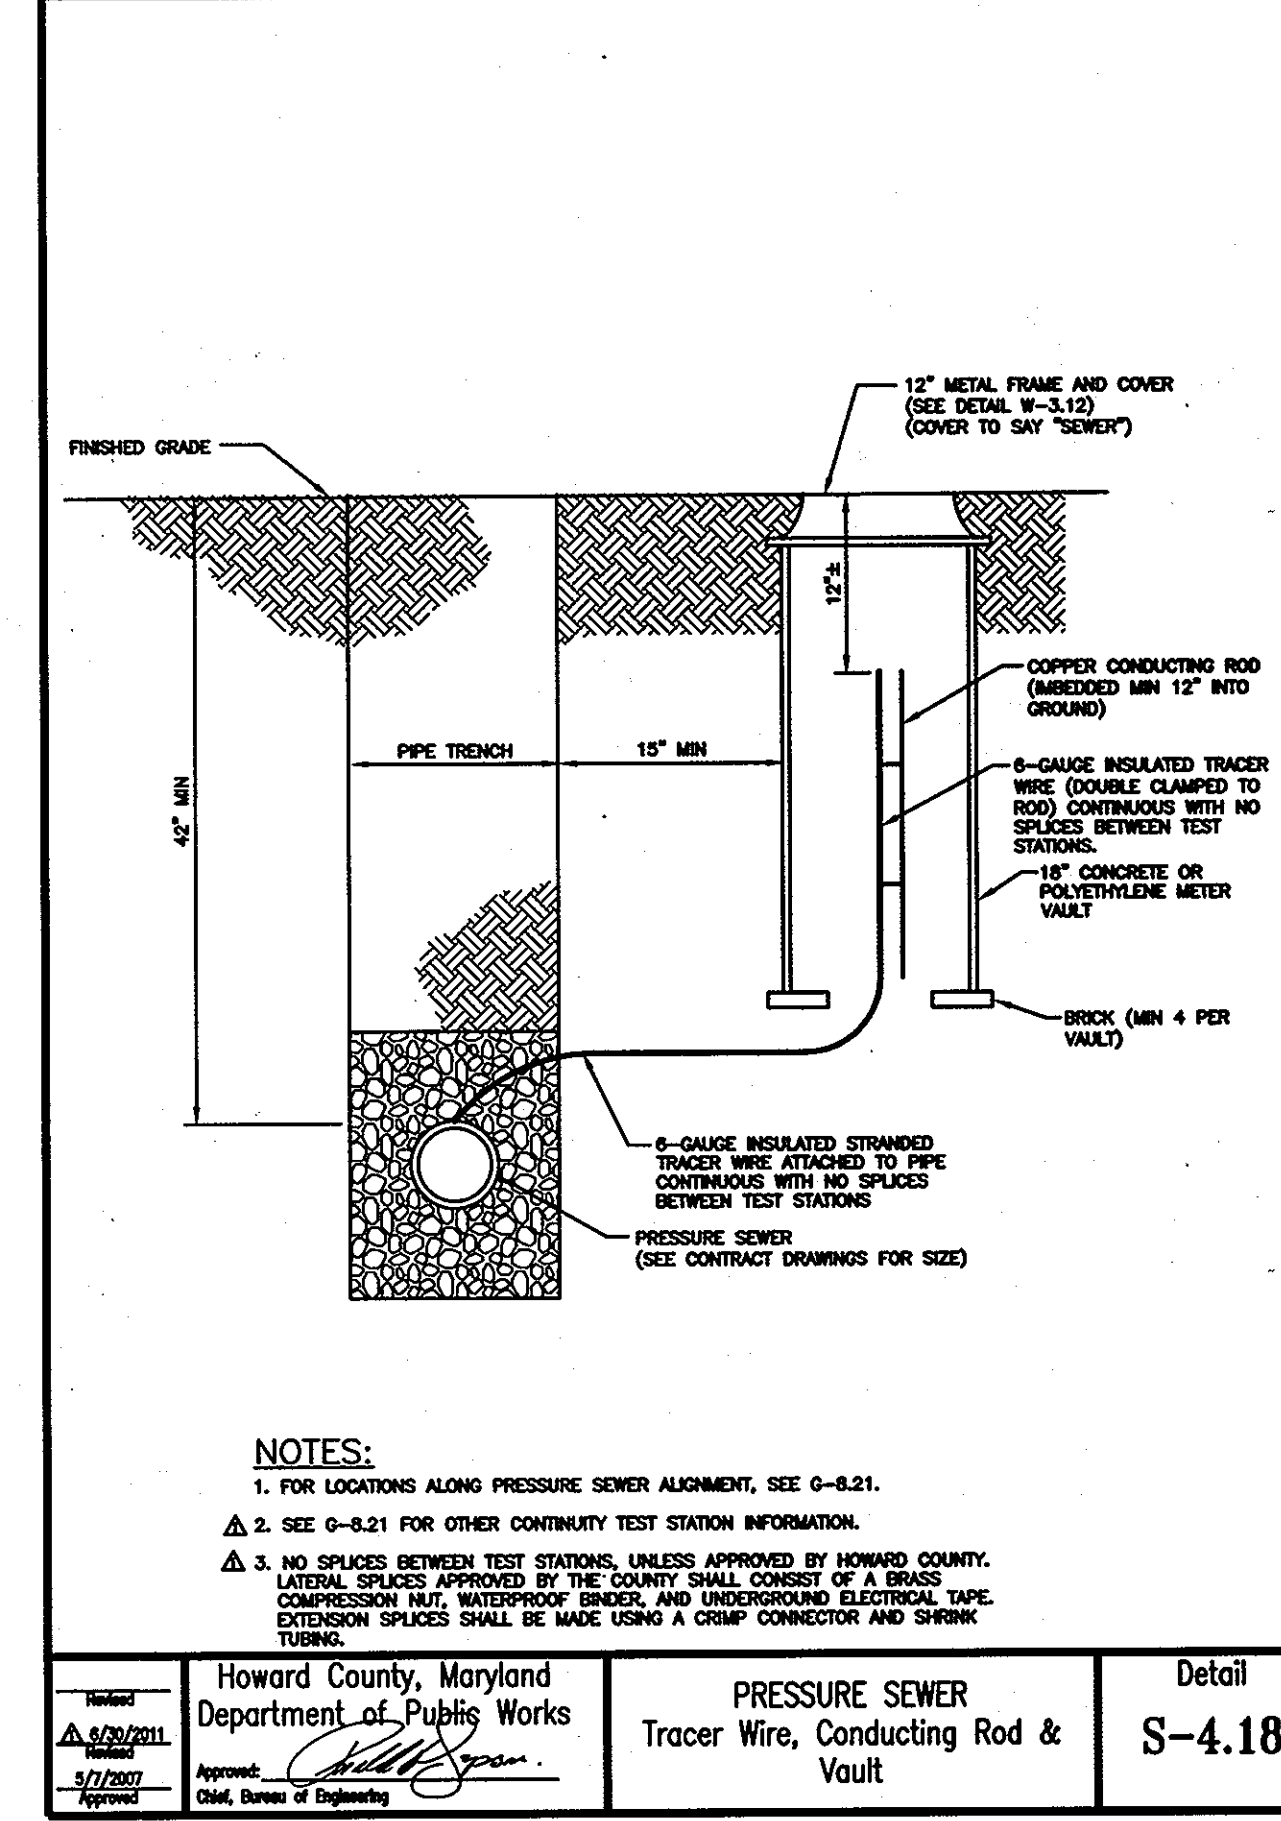 12" METAL FRAME AND COVER
(SEE DETAIL W-3.12)
(COVER TO SAY "SEWER")
FINISHED GRADE
12"±
COPPER CONDUCTING ROD
(IMBEDDED MIN 12" INTO
GROUND)
PIPE TRENCH
15" MIN
42" MIN
6-GAUGE INSULATED TRACER
WIRE (DOUBLE CLAMPED TO
ROD) CONTINUOUS WITH NO
SPLICES BETWEEN TEST
STATIONS.
18" CONCRETE OR
POLYETHYLENE METER
VAULT
BRICK (MIN 4 PER
VAULT)
6-GAUGE INSULATED STRANDED
TRACER WIRE ATTACHED TO PIPE
CONTINUOUS WITH NO SPLICES
BETWEEN TEST STATIONS
PRESSURE SEWER
(SEE CONTRACT DRAWINGS FOR SIZE)
NOTES:
1. FOR LOCATIONS ALONG PRESSURE SEWER ALIGNMENT, SEE G-8.21.
1 2. SEE G-8.21 FOR OTHER CONTINUITY TEST STATION INFORMATION.
1 3. NO SPLICES BETWEEN TEST STATIONS, UNLESS APPROVED BY HOWARD COUNTY.
LATERAL SPLICES APPROVED BY THE COUNTY SHALL CONSIST OF A BRASS
COMPRESSION NUT, WATERPROOF BINDER, AND UNDERGROUND ELECTRICAL TAPE.
EXTENSION SPLICES SHALL BE MADE USING A CRIMP CONNECTOR AND SHRINK
TUBING.
Revised
1 6/30/2011
Revised
5/7/2007
Approved
Howard County, Maryland
Department of Public Works
Approved:
Chief, Bureau of Engineering
PRESSURE SEWER
Tracer Wire, Conducting Rod &
Vault
Detail
S-4.18